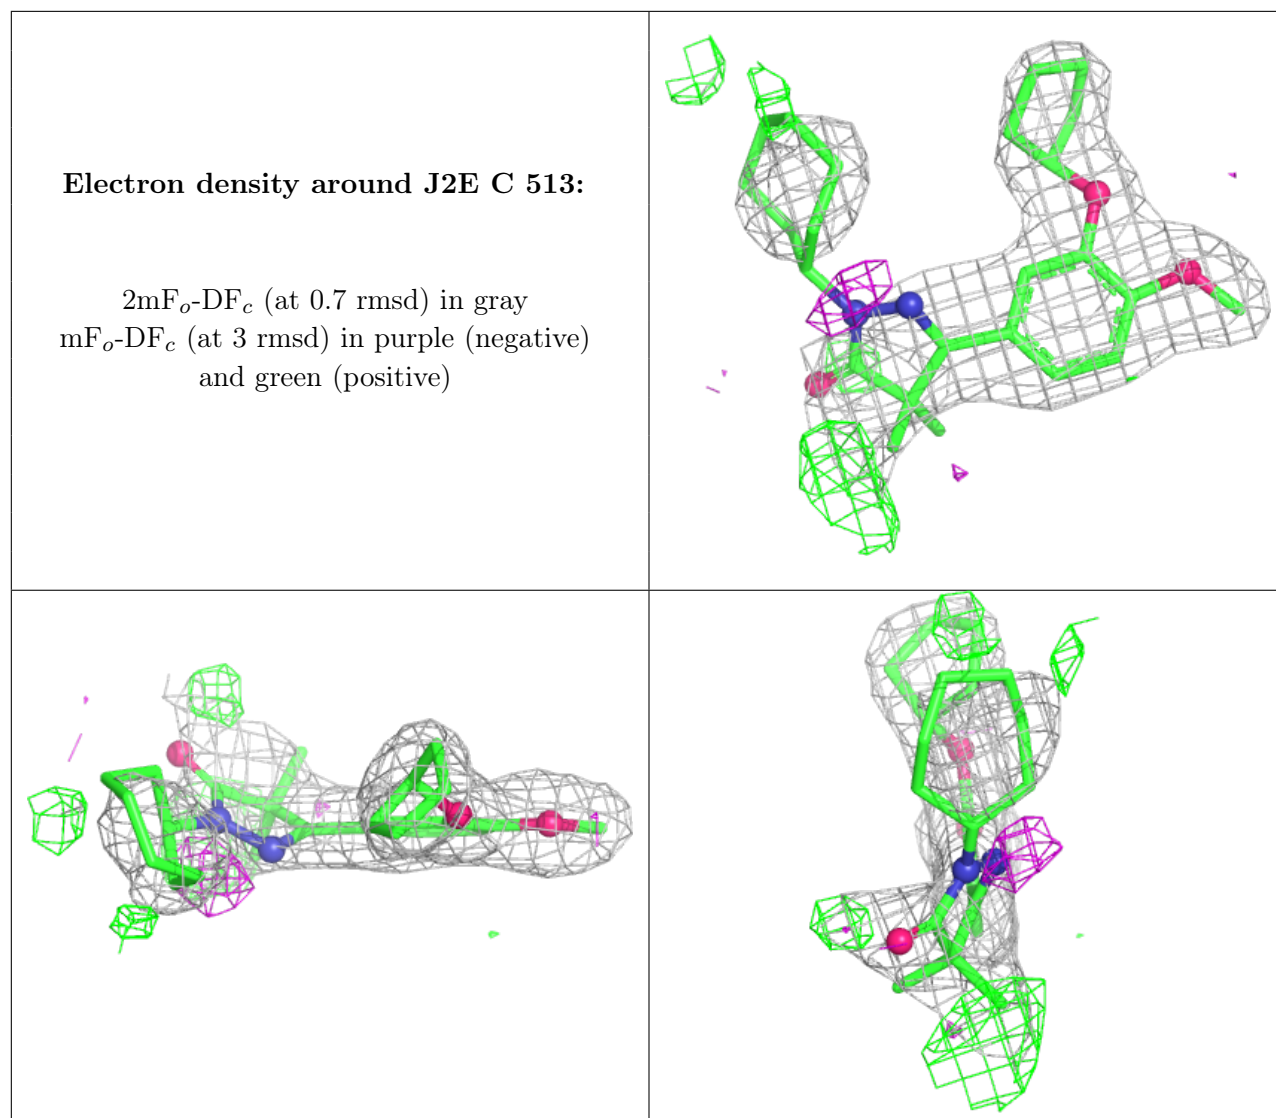 Electron density around J2E C 513:
2mFo-DFc (at 0.7 rmsd) in gray
mFo-DFc (at 3 rmsd) in purple (negative)
and green (positive)